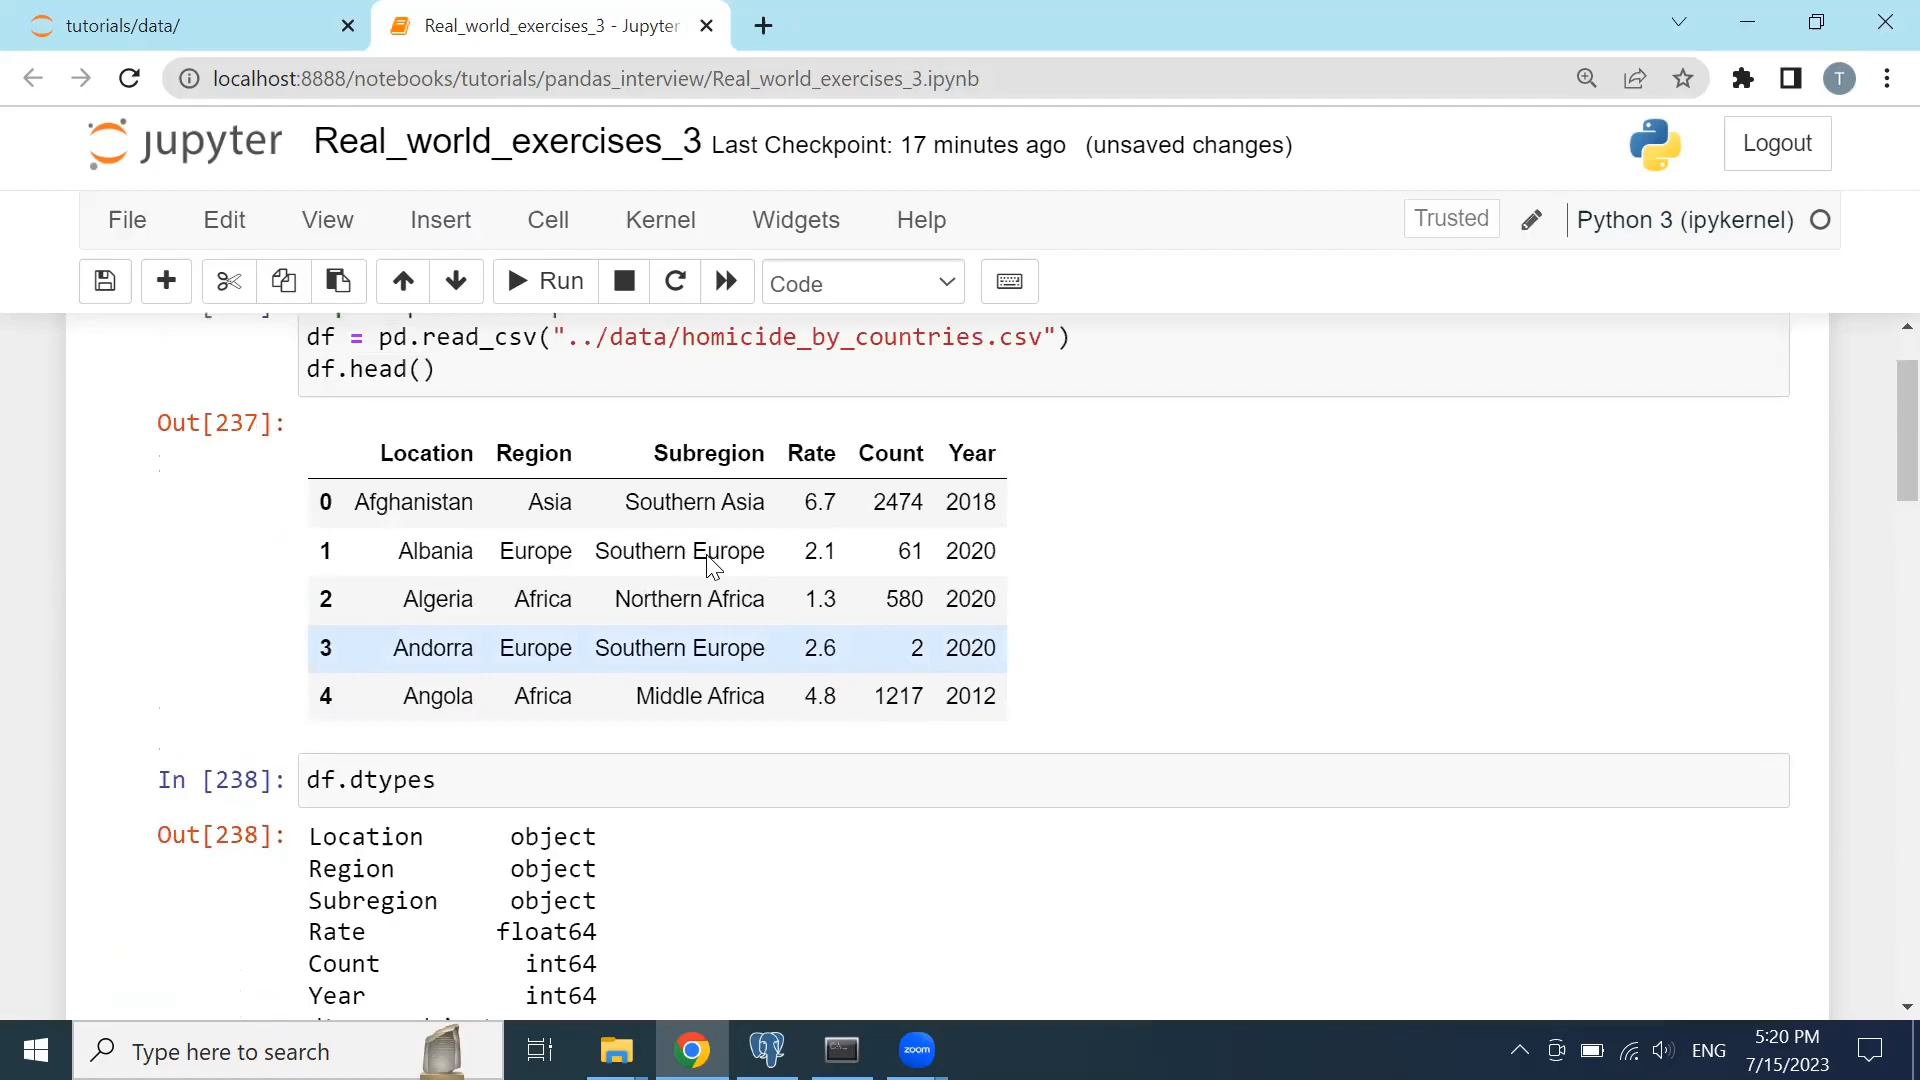 tutorials/data/
Real_world_exercises_3 - Jupyter
localhost:8888/notebooks/tutorials/pandas_interview/Real_world_exercises_3.ipynb
T
jupyter Real_world_exercises_3 Last Checkpoint: 17 minutes ago (unsaved changes)
Logout
File Edit View Insert Cell Kernel Widgets Help
Trusted Python 3 (ipykernel)
Run Code
df = pd.read_csv("../data/homicide_by_countries.csv")
df.head()
Out[237]:
Location Region Subregion Rate Count Year
0 Afghanistan Asia Southern Asia 6.7 2474 2018
1 Albania Europe Southern Europe 2.1 61 2020
2 Algeria Africa Northern Africa 1.3 580 2020
3 Andorra Europe Southern Europe 2.6 2 2020
4 Angola Africa Middle Africa 4.8 1217 2012
In [238]: df.dtypes
Out[238]: Location object
Region object
Subregion object
Rate float64
Count int64
Year int64
Type here to search
zoom
ENG
5:20 PM
7/15/2023